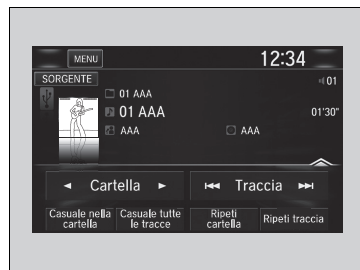 MENU
12:34
SORGENTE
01
01 AAA
01 AAA
01'30"
AAA
AAA
Cartella
Traccia
Casuale nella cartella
Casuale tutte le tracce
Ripeti cartella
Ripeti traccia